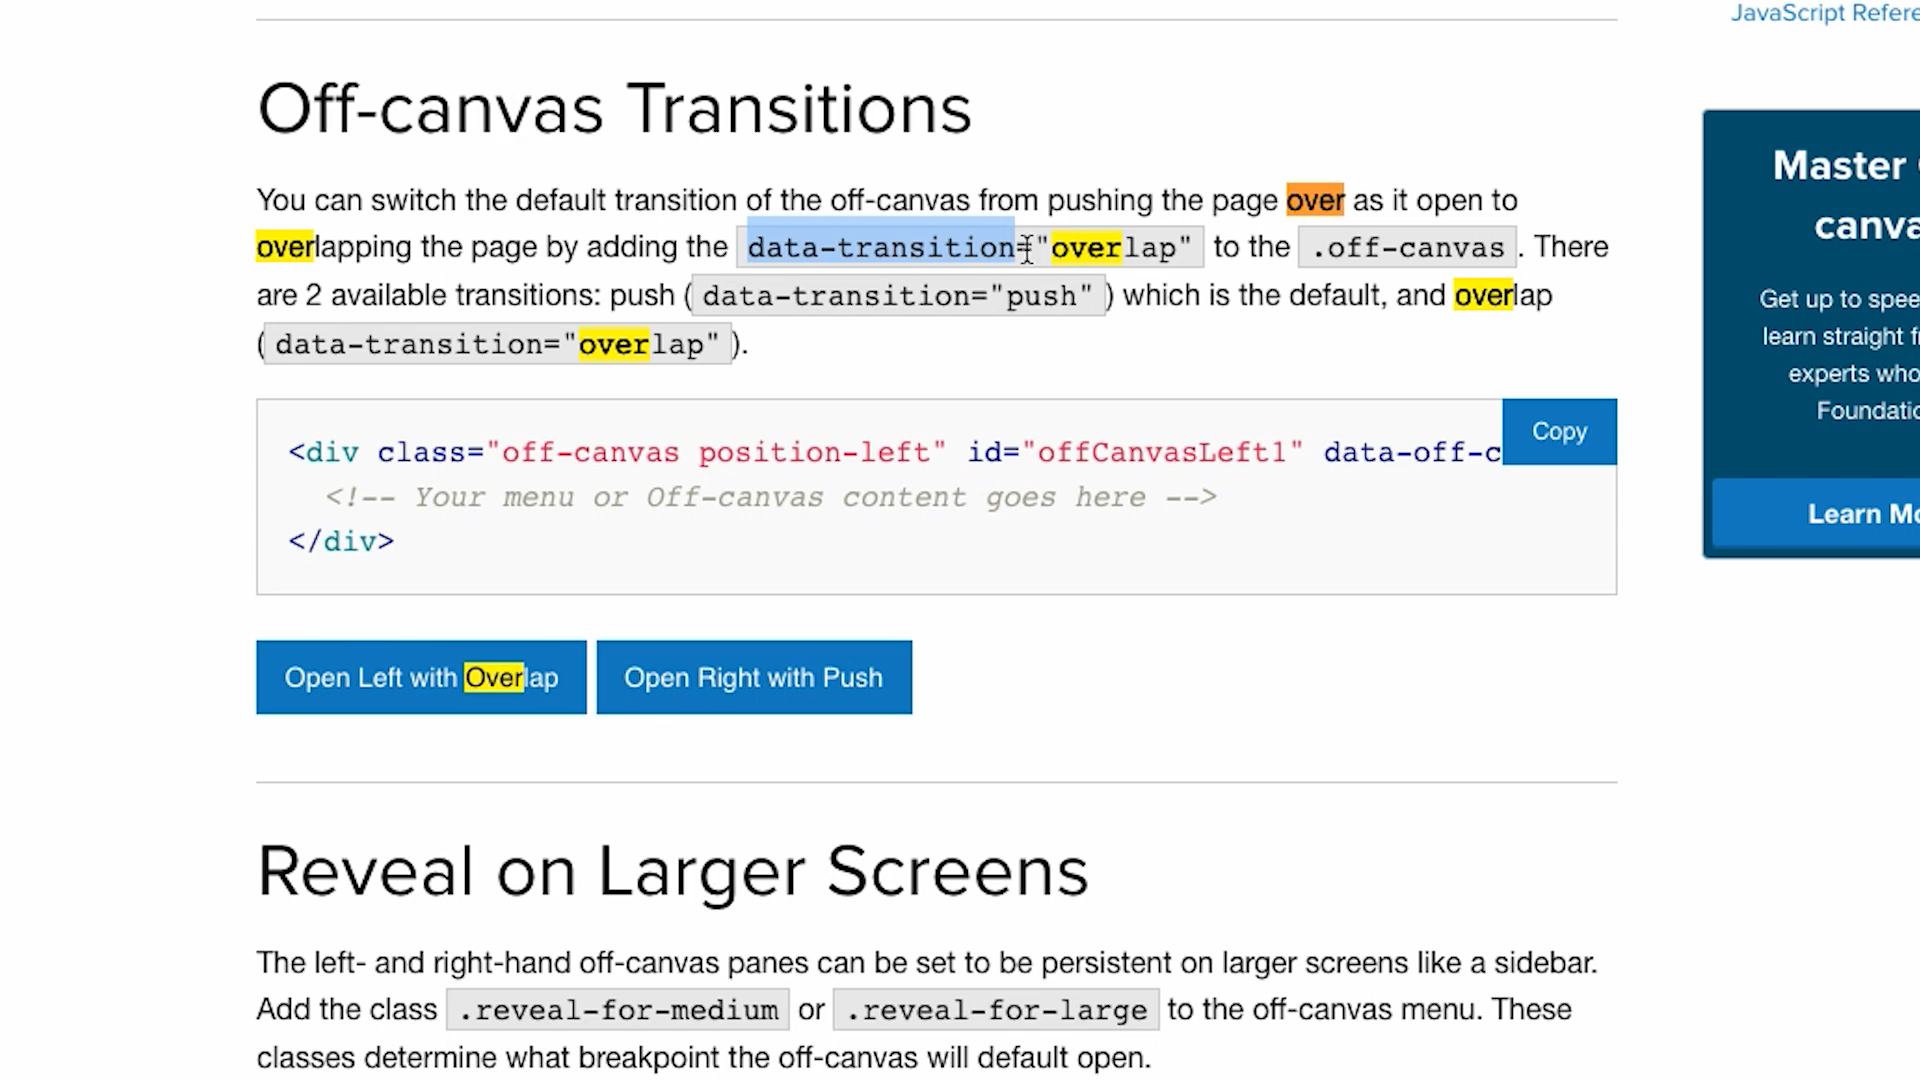 JavaScript Refere
Off-canvas Transitions
You can switch the default transition of the off-canvas from pushing the page over as it open to
overlapping the page by adding the data-transition="overlap" to the .off-canvas. There
are 2 available transitions: push (data-transition="push") which is the default, and overlap
(data-transition="overlap").
Copy
<div class="off-canvas position-left" id="offCanvasLeft1" data-off-c
<!-- Your menu or Off-canvas content goes here -->
</div>
Open Left with Overlap
Open Right with Push
Reveal on Larger Screens
The left- and right-hand off-canvas panes can be set to be persistent on larger screens like a sidebar.
Add the class .reveal-for-medium or .reveal-for-large to the off-canvas menu. These
classes determine what breakpoint the off-canvas will default open.
Master
canva
Get up to spee
learn straight f
experts who
Foundatio
Learn Mo